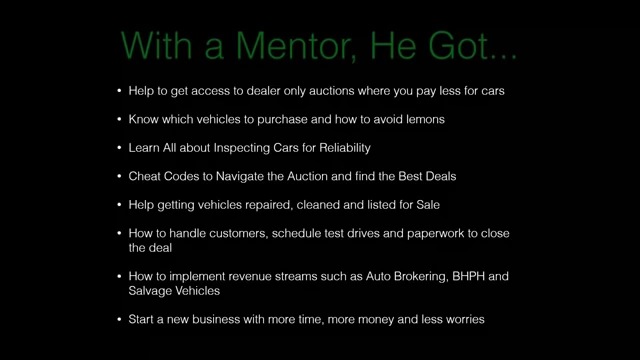 With a Mentor, He Got...
• Help to get access to dealer only auctions where you pay less for cars
• Know which vehicles to purchase and how to avoid lemons
• Learn All about Inspecting Cars for Reliability
• Cheat Codes to Navigate the Auction and find the Best Deals
• Help getting vehicles repaired, cleaned and listed for Sale
• How to handle customers, schedule test drives and paperwork to close
the deal
• How to implement revenue streams such as Auto Brokering, BHPH and
Salvage Vehicles
• Start a new business with more time, more money and less worries